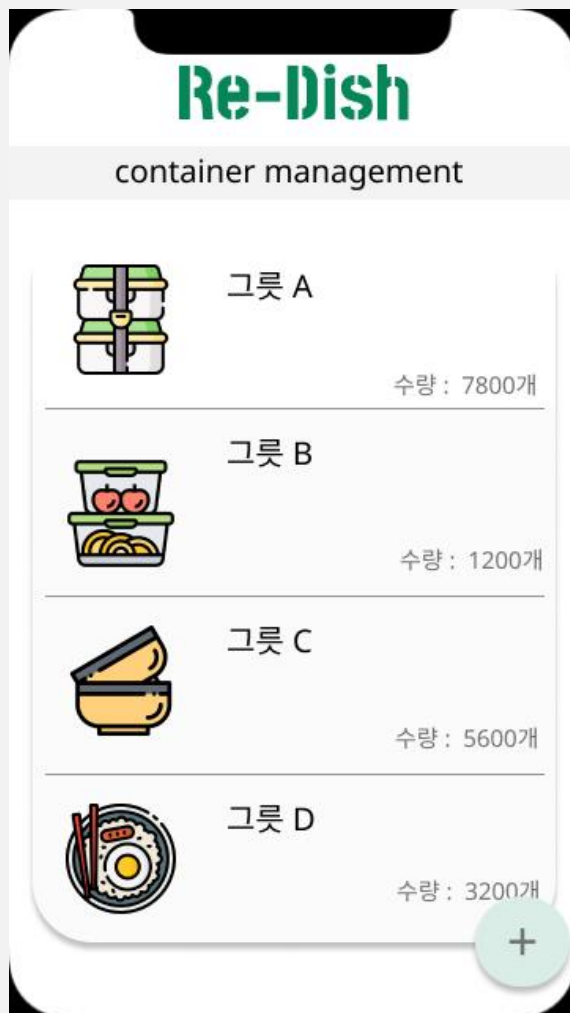 Re-Dish
container management
그릇 A
수량 : 7800개
그릇 B
수량 : 1200개
그릇 C
수량 : 5600개
그릇 D
수량 : 3200개
+